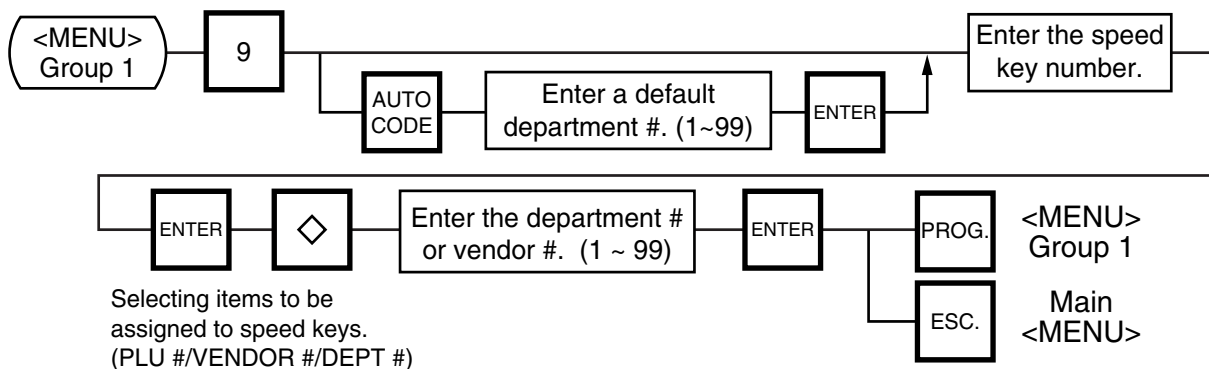 <MENU>
Group 1
9
Enter the speed
key number.
AUTO
CODE
Enter a default
department #. (1~99)
ENTER
ENTER
◇
Enter the department #
or vendor #. (1 ~ 99)
ENTER
PROG.
<MENU>
Group 1
Selecting items to be
assigned to speed keys.
(PLU #/VENDOR #/DEPT #)
ESC.
Main
<MENU>